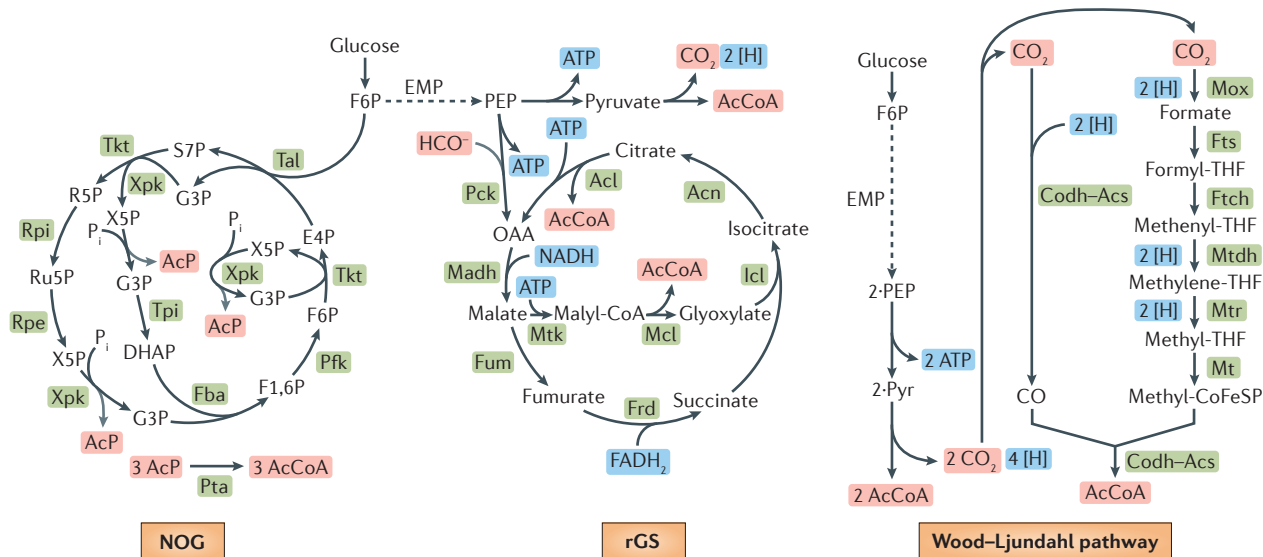 Glucose
F6P
EMP
PEP
ATP
Pyruvate
CO2 2 [H]
AcCoA
Tkt
S7P
Tal
R5P
Xpk
G3P
X5P
Pi
AcP
Rpi
G3P
Ru5P
Tpi
Rpe
DHAP
X5P
Pi
Xpk
G3P
AcP
Fba
F1,6P
Pfk
F6P
Tkt
E4P
Pi
X5P
Xpk
G3P
AcP
3 AcP
3 AcCoA
Pta
NOG
HCO−
ATP
ATP
Citrate
Pck
Acl
Acn
AcCoA
OAA
Isocitrate
NADH
Madh
AcCoA
Icl
ATP
Malate
Malyl-CoA
Glyoxylate
Mtk
Mcl
Fum
Fumurate
Frd
Succinate
FADH2
rGS
Glucose
F6P
EMP
2·PEP
2 ATP
2·Pyr
2 CO2 4 [H]
2 AcCoA
CO2
2 [H]
Codh–Acs
CO
CO2
2 [H]
Mox
Formate
Fts
Formyl-THF
Ftch
Methenyl-THF
2 [H]
Mtdh
Methylene-THF
2 [H]
Mtr
Methyl-THF
Mt
Methyl-CoFeSP
Codh–Acs
AcCoA
Wood–Ljundahl pathway